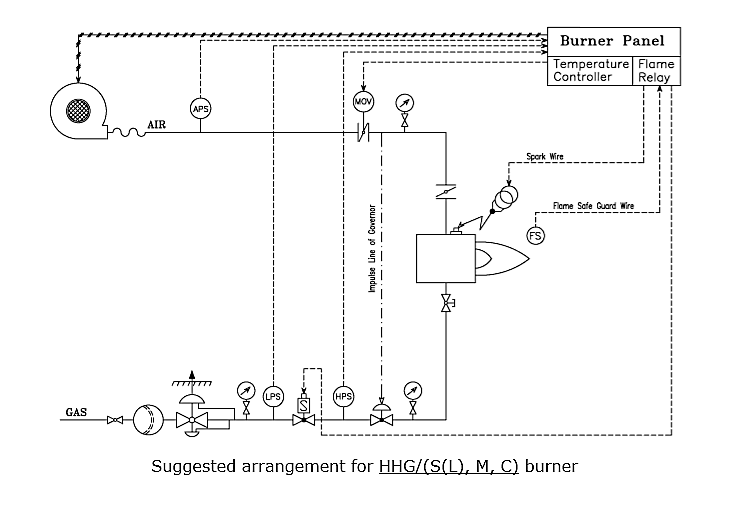 Burner Panel
Temperature Controller
Flame Relay
APS
MOV
AIR
Spark Wire
Flame Safe Guard Wire
FS
Impulse Line of Governor
LPS
S
HPS
GAS
Suggested arrangement for HHG/(S(L), M, C) burner